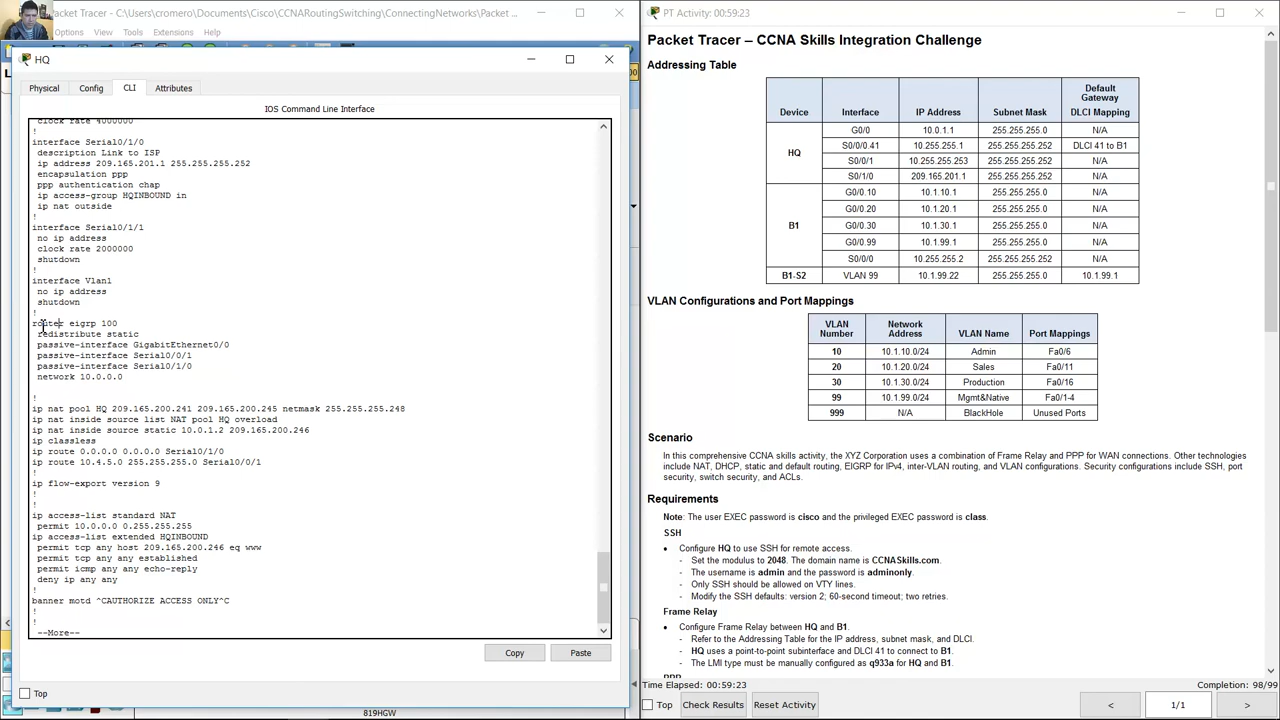 Packet Tracer - C:\Users\cromero\Documents\Cisco\CCNARoutingSwitching\ConnectingNetworks\Packet ...
Options View Tools Extensions Help
HQ
Physical Config CLI Attributes
IOS Command Line Interface
clock rate 4000000
!
interface Serial0/1/0
description Link to ISP
ip address 209.165.201.1 255.255.255.252
encapsulation ppp
ppp authentication chap
ip access-group HQINBOUND in
ip nat outside
!
interface Serial0/1/1
no ip address
clock rate 2000000
shutdown
!
interface Vlan1
no ip address
shutdown
!
router eigrp 100
redistribute static
passive-interface GigabitEthernet0/0
passive-interface Serial0/0/1
passive-interface Serial0/1/0
network 10.0.0.0
!
ip nat pool HQ 209.165.200.241 209.165.200.245 netmask 255.255.255.248
ip nat inside source list NAT pool HQ overload
ip nat inside source static 10.0.1.2 209.165.200.246
ip classless
ip route 0.0.0.0 0.0.0.0 Serial0/1/0
ip route 10.4.5.0 255.255.255.0 Serial0/0/1
!
ip flow-export version 9
!
!
ip access-list standard NAT
permit 10.0.0.0 0.255.255.255
ip access-list extended HQINBOUND
permit tcp any host 209.165.200.246 eq www
permit tcp any any established
permit icmp any any echo-reply
deny ip any any
!
banner motd ^CAUTHORIZE ACCESS ONLY^C
!
!
--More--
Copy Paste
Top
819HGW
PT Activity: 00:59:23
Packet Tracer – CCNA Skills Integration Challenge
Addressing Table
Device Interface IP Address Subnet Mask Default Gateway DLCI Mapping
HQ G0/0 10.0.1.1 255.255.255.0 N/A
S0/0/0.41 10.255.255.1 255.255.255.252 DLCI 41 to B1
S0/0/1 10.255.255.253 255.255.255.252 N/A
S0/1/0 209.165.201.1 255.255.255.252 N/A
B1 G0/0.10 10.1.10.1 255.255.255.0 N/A
G0/0.20 10.1.20.1 255.255.255.0 N/A
G0/0.30 10.1.30.1 255.255.255.0 N/A
G0/0.99 10.1.99.1 255.255.255.0 N/A
S0/0/0 10.255.255.2 255.255.255.252 N/A
B1-S2 VLAN 99 10.1.99.22 255.255.255.0 10.1.99.1
VLAN Configurations and Port Mappings
VLAN Number Network Address VLAN Name Port Mappings
10 10.1.10.0/24 Admin Fa0/6
20 10.1.20.0/24 Sales Fa0/11
30 10.1.30.0/24 Production Fa0/16
99 10.1.99.0/24 Mgmt&Native Fa0/1-4
999 N/A BlackHole Unused Ports
Scenario
In this comprehensive CCNA skills activity, the XYZ Corporation uses a combination of Frame Relay and PPP for WAN connections. Other technologies
include NAT, DHCP, static and default routing, EIGRP for IPv4, inter-VLAN routing, and VLAN configurations. Security configurations include SSH, port
security, switch security, and ACLs.
Requirements
Note: The user EXEC password is cisco and the privileged EXEC password is class.
SSH
• Configure HQ to use SSH for remote access.
- Set the modulus to 2048. The domain name is CCNASkills.com.
- The username is admin and the password is adminonly.
- Only SSH should be allowed on VTY lines.
- Modify the SSH defaults: version 2; 60-second timeout; two retries.
Frame Relay
• Configure Frame Relay between HQ and B1.
- Refer to the Addressing Table for the IP address, subnet mask, and DLCI.
- HQ uses a point-to-point subinterface and DLCI 41 to connect to B1.
- The LMI type must be manually configured as q933a for HQ and B1.
PPP
Time Elapsed: 00:59:23 Completion: 98/99
Top Check Results Reset Activity < 1/1 >